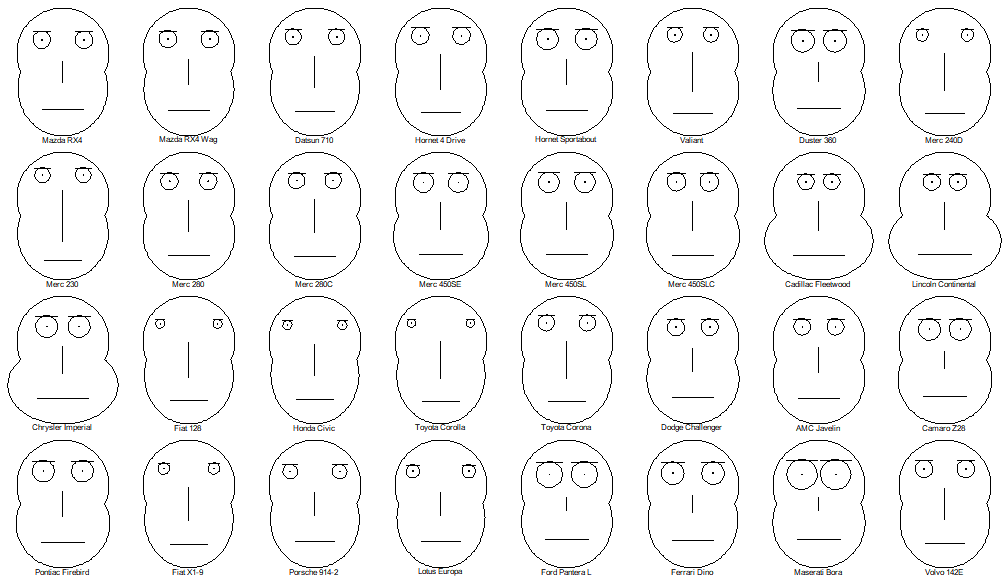 Mazda RX4
Mazda RX4 Wag
Datsun 710
Hornet 4 Drive
Hornet Sportabout
Valiant
Duster 360
Merc 240D
Merc 230
Merc 280
Merc 280C
Merc 450SE
Merc 450SL
Merc 450SLC
Cadillac Fleetwood
Lincoln Continental
Chrysler Imperial
Fiat 128
Honda Civic
Toyota Corolla
Toyota Corona
Dodge Challenger
AMC Javelin
Camaro Z28
Pontiac Firebird
Fiat X1-9
Porsche 914-2
Lotus Europa
Ford Pantera L
Ferrari Dino
Maserati Bora
Volvo 142E